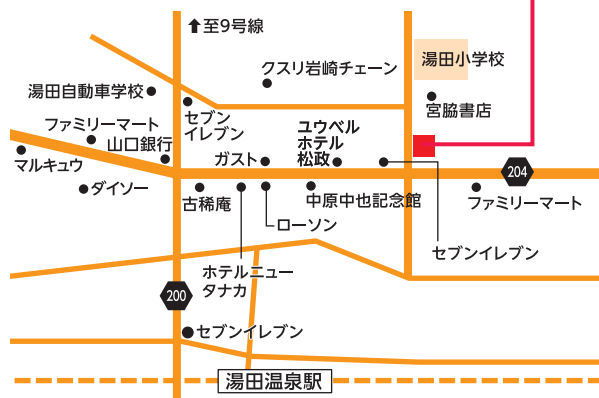 至9号線
湯田小学校
クスリ岩崎チェーン
湯田自動車学校
宮脇書店
セブン
イレブン
ファミリーマート
ユウベル
ホテル
松政
山口銀行
ガスト
マルキュウ
204
ダイソー
古稀庵
中原中也記念館
ファミリーマート
ローソン
セブンイレブン
ホテルニュー
タナカ
200
セブンイレブン
湯田温泉駅